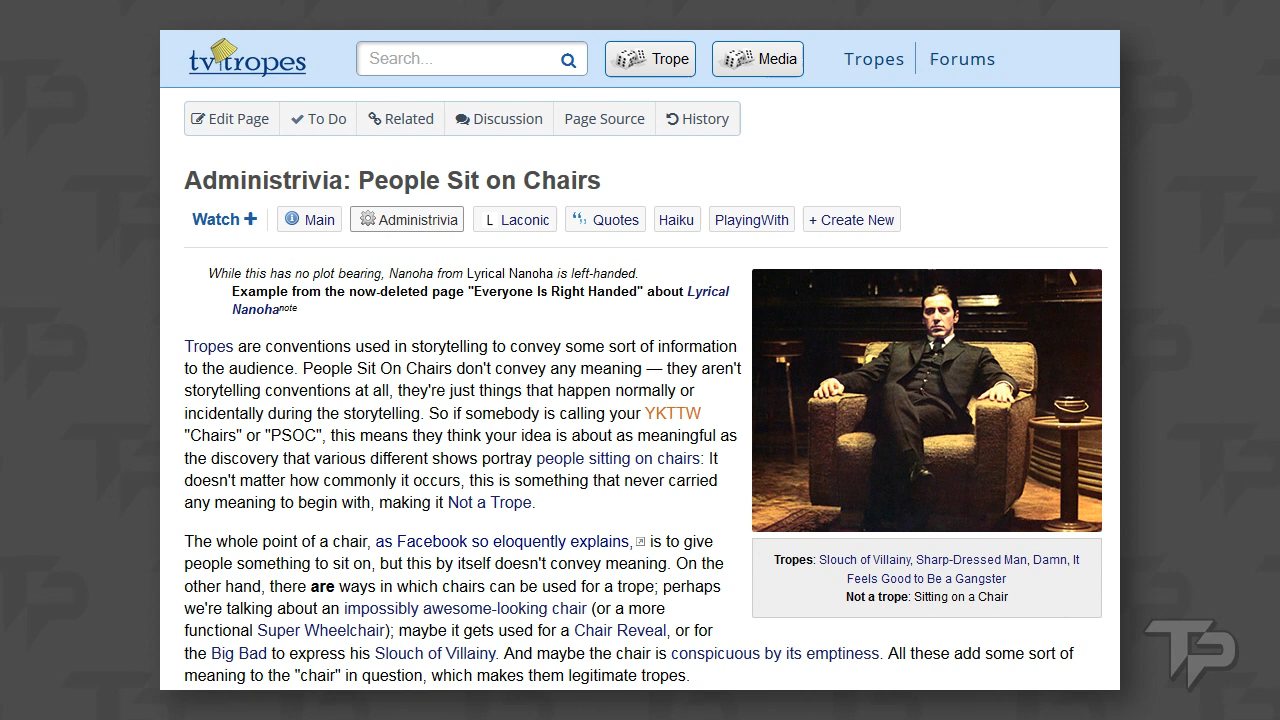 tv tropes
Search...
Trope
Media
Tropes
Forums
Edit Page
To Do
Related
Discussion
Page Source
History
Administrivia: People Sit on Chairs
Watch
Main
Administrivia
L Laconic
Quotes
Haiku
PlayingWith
+ Create New
While this has no plot bearing, Nanoha from Lyrical Nanoha is left-handed.
Example from the now-deleted page "Everyone Is Right Handed" about Lyrical
Nanohanote
Tropes are conventions used in storytelling to convey some sort of information
to the audience. People Sit On Chairs don't convey any meaning — they aren't
storytelling conventions at all, they're just things that happen normally or
incidentally during the storytelling. So if somebody is calling your YKTTW
"Chairs" or "PSOC", this means they think your idea is about as meaningful as
the discovery that various different shows portray people sitting on chairs: It
doesn't matter how commonly it occurs, this is something that never carried
any meaning to begin with, making it Not a Trope.
The whole point of a chair, as Facebook so eloquently explains, is to give
people something to sit on, but this by itself doesn't convey meaning. On the
other hand, there are ways in which chairs can be used for a trope; perhaps
we're talking about an impossibly awesome-looking chair (or a more
functional Super Wheelchair); maybe it gets used for a Chair Reveal, or for
the Big Bad to express his Slouch of Villainy. And maybe the chair is conspicuous by its emptiness. All these add some sort of
meaning to the "chair" in question, which makes them legitimate tropes.
Tropes: Slouch of Villainy, Sharp-Dressed Man, Damn, It
Feels Good to Be a Gangster
Not a trope: Sitting on a Chair
TP